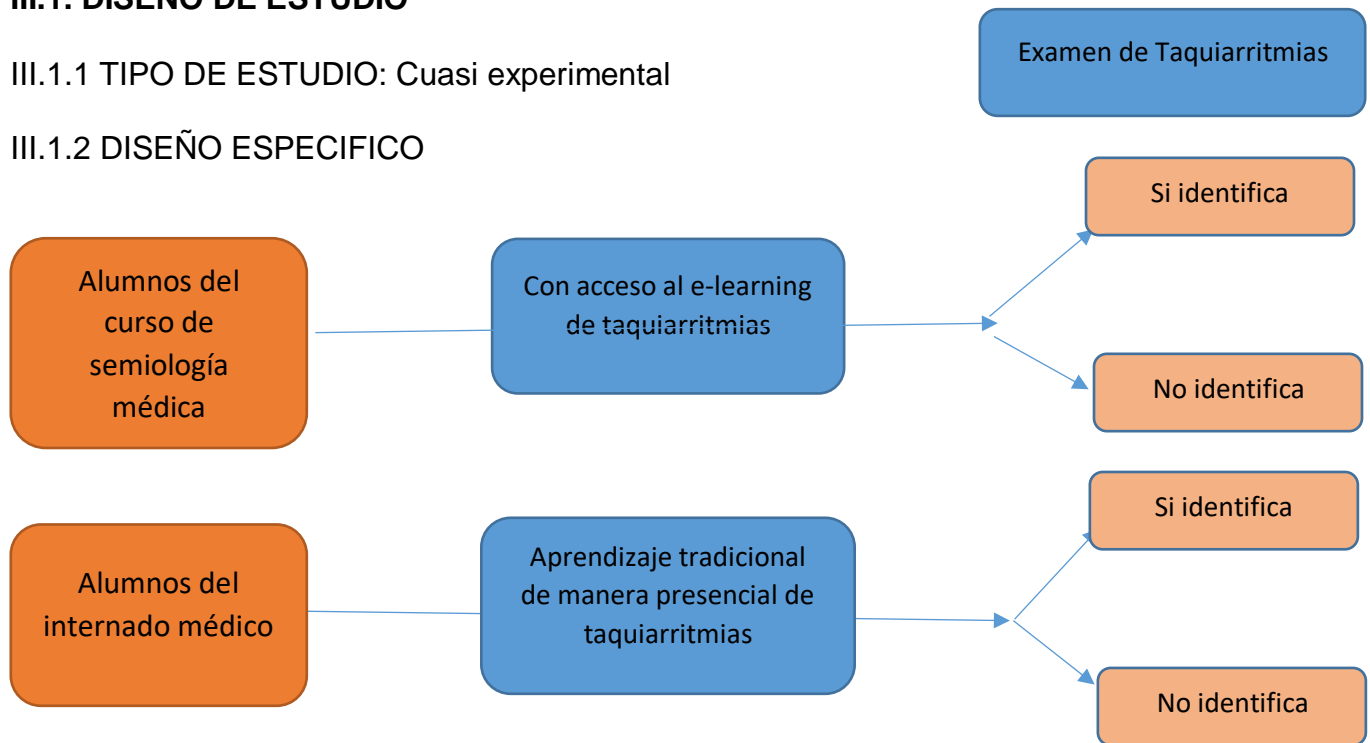 III.1. DISEÑO DE ESTUDIO
Examen de Taquiarritmias
III.1.1 TIPO DE ESTUDIO: Cuasi experimental
III.1.2 DISEÑO ESPECIFICO
Alumnos del
curso de
semiología
médica
Con acceso al e-learning
de taquiarritmias
Si identifica
No identifica
Alumnos del
internado médico
Aprendizaje tradicional
de manera presencial de
taquiarritmias
Si identifica
No identifica